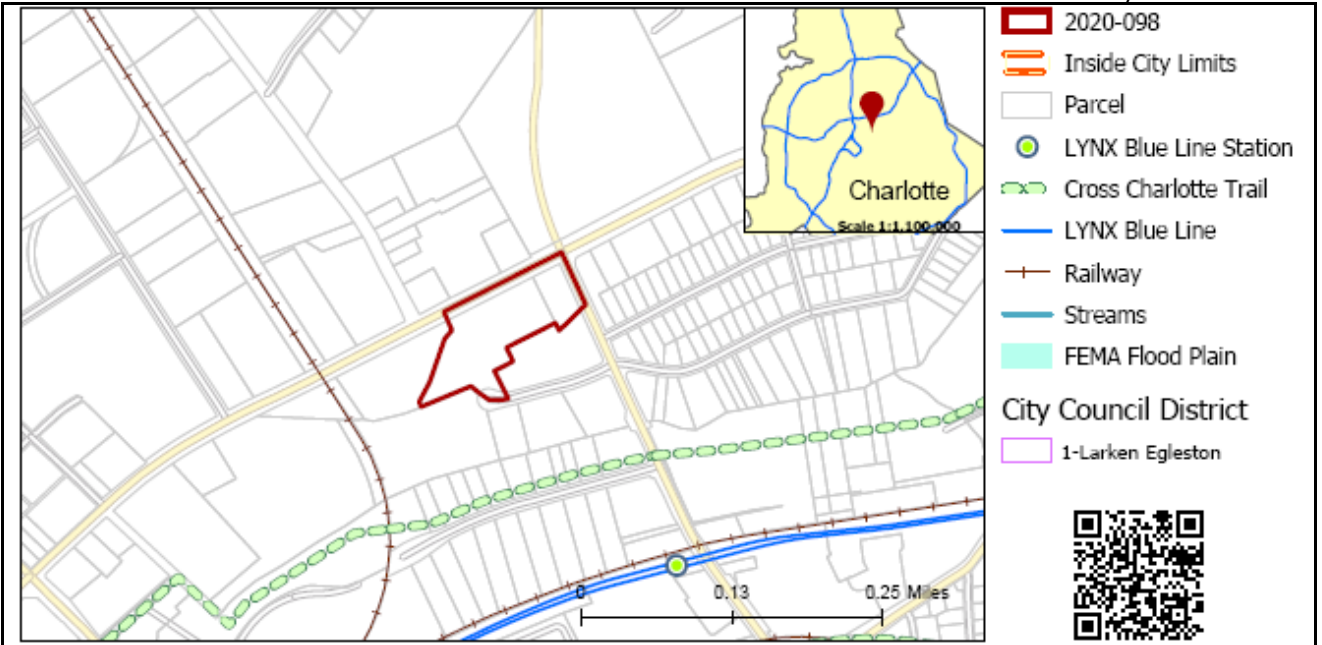 2020-098
Inside City Limits
Parcel
LYNX Blue Line Station
Cross Charlotte Trail
LYNX Blue Line
Railway
Streams
FEMA Flood Plain
City Council District
1-Larken Egleston
Charlotte
Scale 1:1,100,000
0 0.13 0.25 Miles